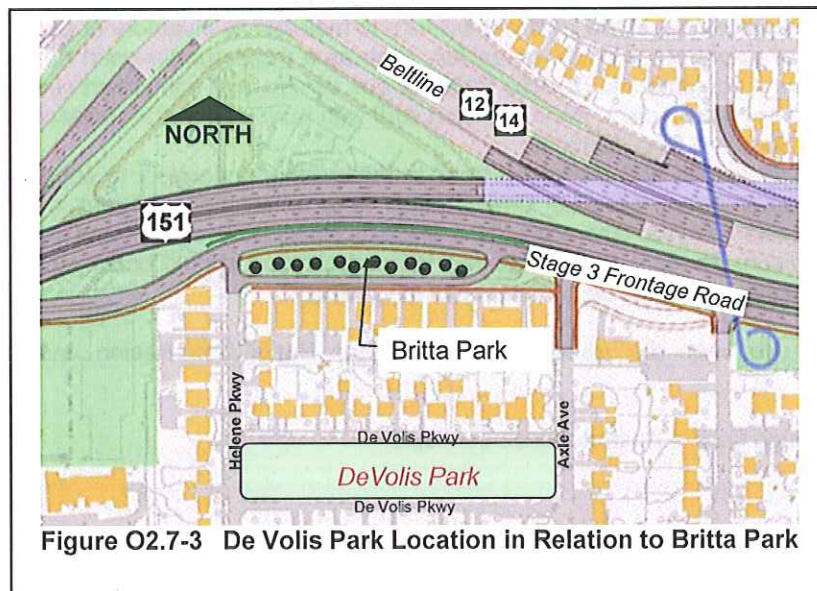 Beltline
12
14
NORTH
151
Stage 3 Frontage Road
Britta Park
Helene Pkwy
Axle Ave
De Volis Pkwy
DeVolis Park
De Volis Pkwy
Figure O2.7-3 De Volis Park Location in Relation to Britta Park